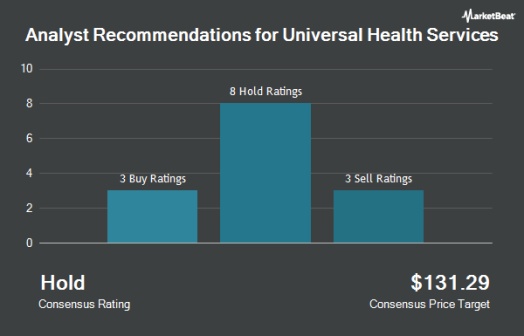 MarketBeat
Analyst Recommendations for Universal Health Services
10
8 Hold Ratings
8
6
4
3 Buy Ratings
3 Sell Ratings
2
0
Hold
$131.29
Consensus Rating
Consensus Price Target